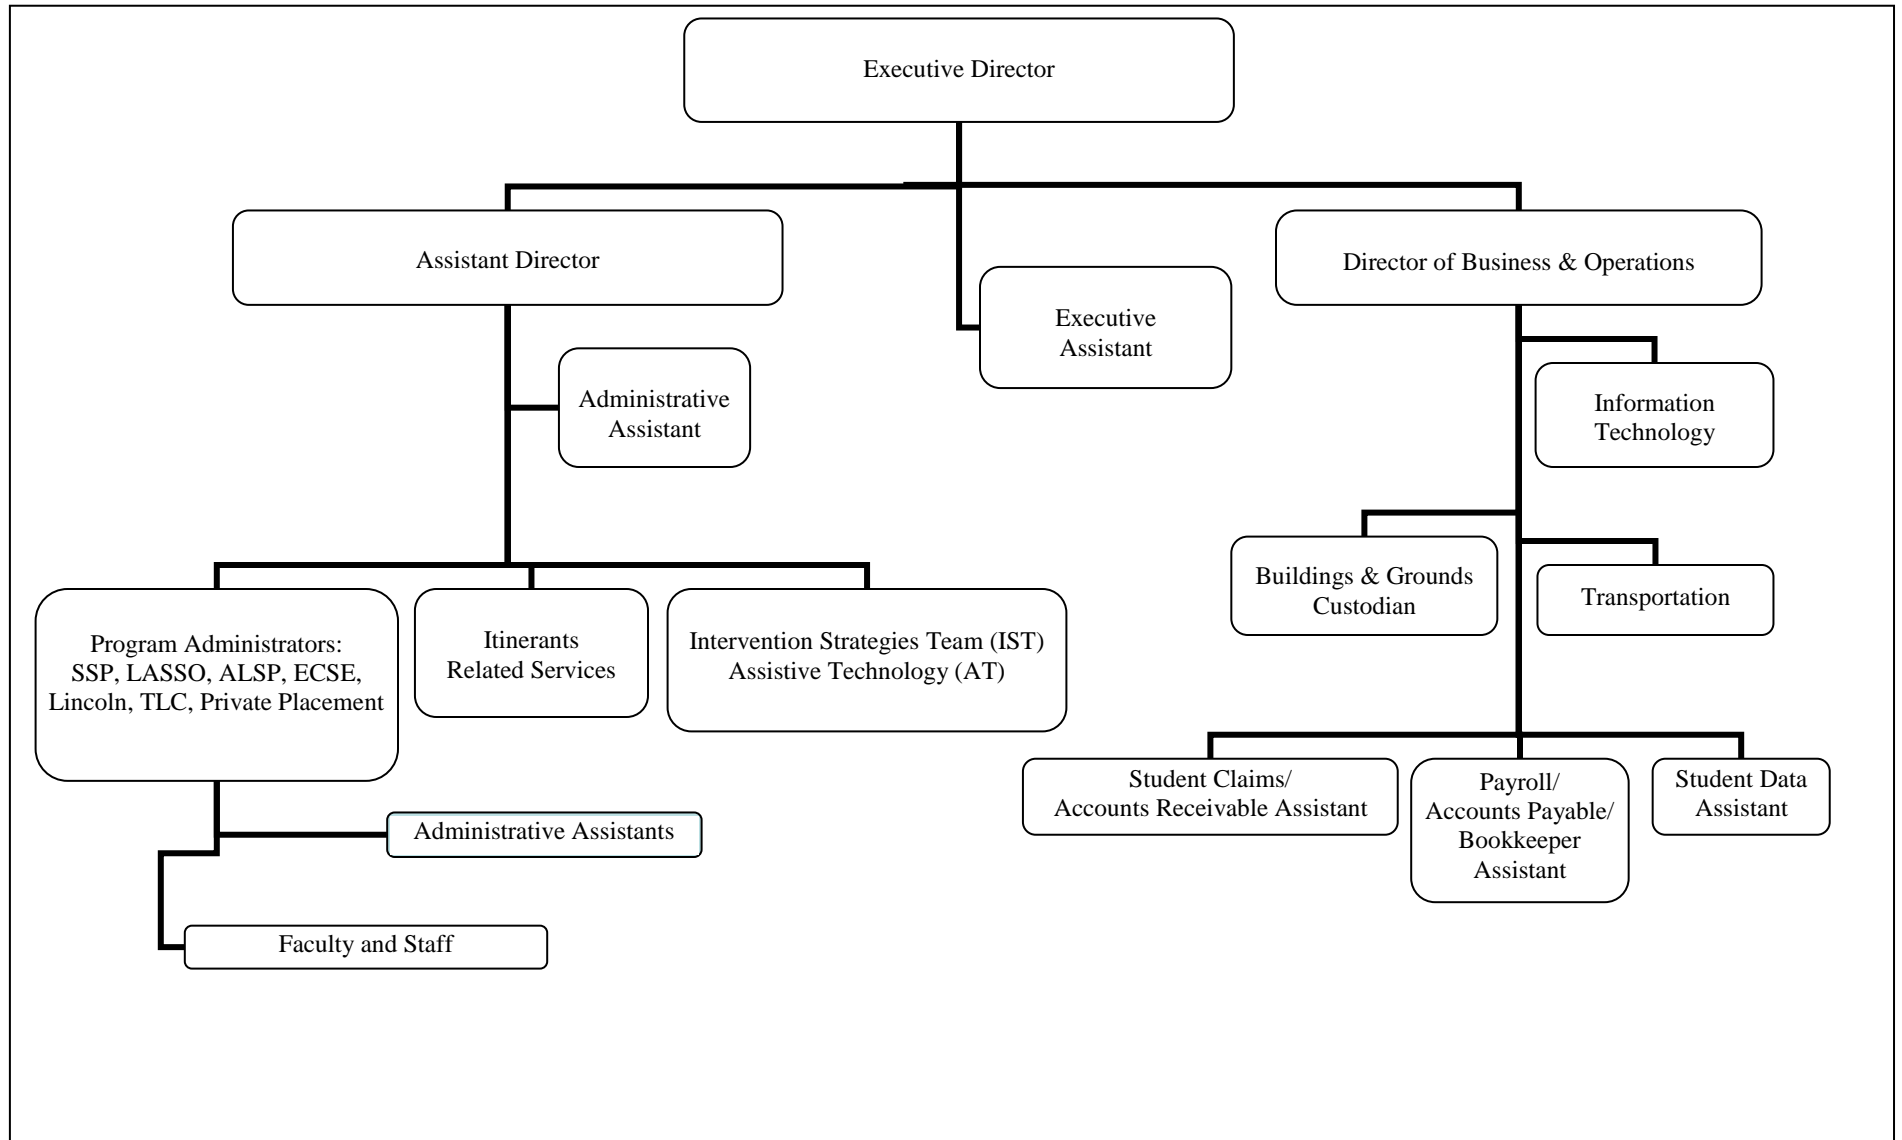 Executive Director
Assistant Director
Director of Business & Operations
Executive
Assistant
Administrative
Assistant
Information
Technology
Buildings & Grounds
Custodian
Transportation
Program Administrators:
SSP, LASSO, ALSP, ECSE,
Lincoln, TLC, Private Placement
Itinerants
Related Services
Intervention Strategies Team (IST)
Assistive Technology (AT)
Student Claims/
Accounts Receivable Assistant
Payroll/
Accounts Payable/
Bookkeeper
Assistant
Student Data
Assistant
Administrative Assistants
Faculty and Staff